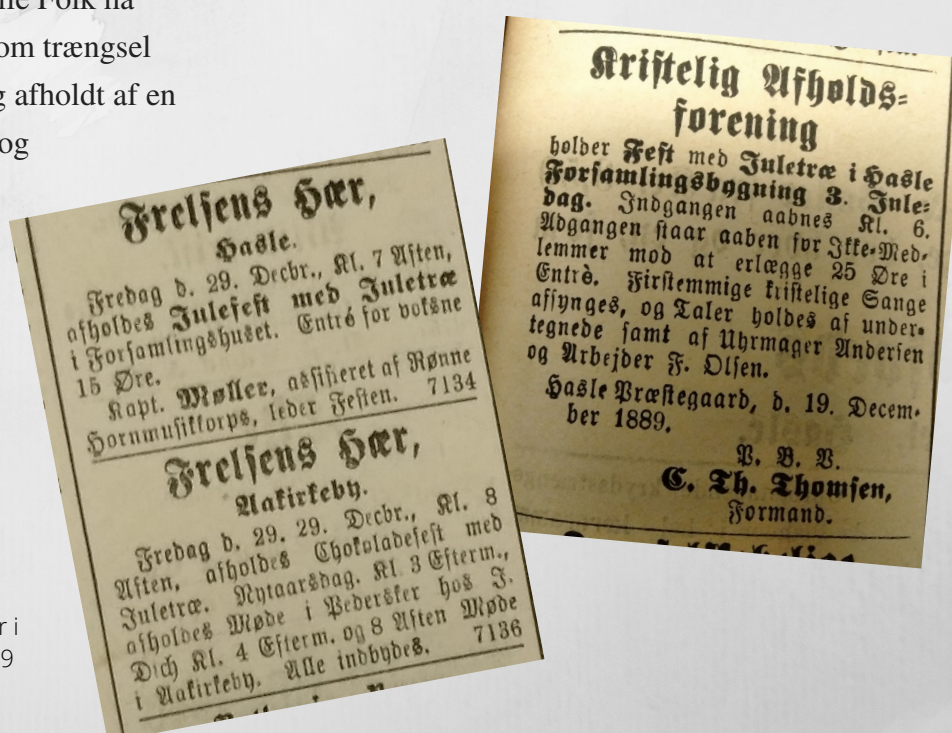 ne Folk na
om trængsel
g afholdt af en
og
Frelsens Hær,
Hasle.
Fredag d. 29. Decbr., Kl. 7 Aften,
afholdes Julefest med Juletræ
i Forsamlingshuset. Entré for voksne
15 Øre.
Kapt. Møller, assisteret af Rønne
Hornmusikkorps, leder Festen. 7134
Frelsens Hær,
Aakirkeby.
Fredag d. 29. 29. Decbr., Kl. 8
Aften, afholdes Chokoladefest med
Juletræ. Nytaarsdag. Kl. 3 Efterm.,
afholdes Møde i Pedersker hos J.
Dich Kl. 4 Efterm. og 8 Aften Møde
i Aakirkeby. Alle indbydes. 7136
Kristelig Afholds-
forening
holder Fest med Juletræ i Hasle
Forsamlingsbygning 3. Jule-
dag. Indgangen aabnes Kl. 6.
Adgangen staar aaben for Ikke-Med-
lemmer mod at erlægge 25 Øre i
Entrè. Firstemmige kristelige Sange
afsynges, og Taler holdes af under-
tegnede samt af Uhrmager Andersen
og Arbejder F. Olsen.
Hasle Præstegaard, d. 19. Decem-
ber 1889.
P. B. V.
C. Th. Thomsen,
Formand.
r i
9